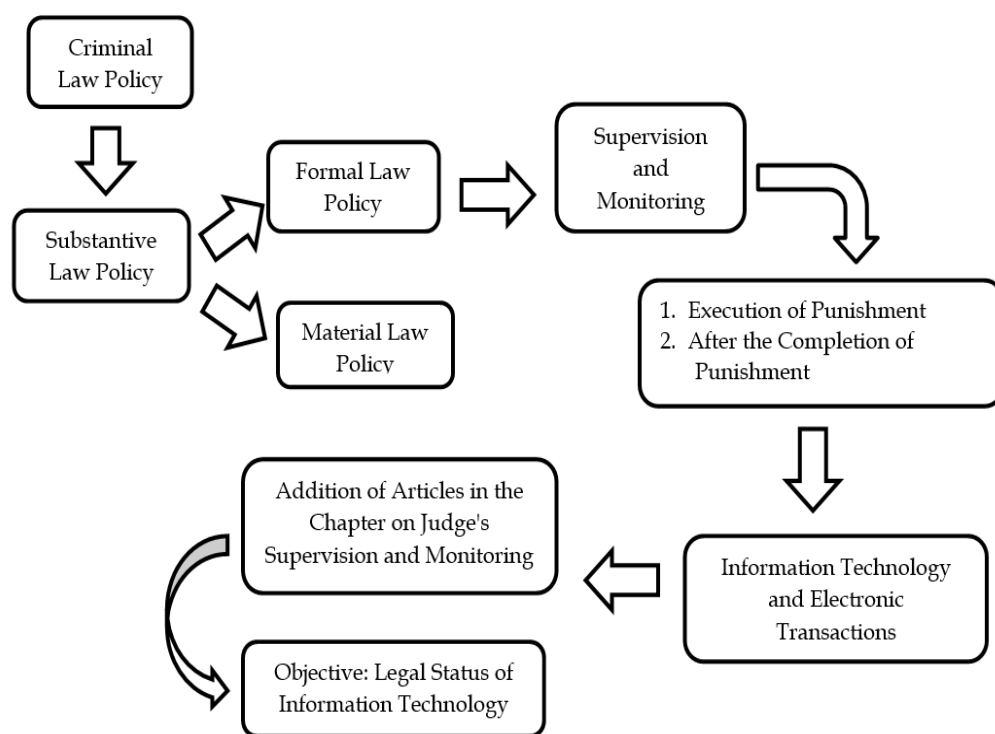 Criminal
Law Policy
Substantive
Law Policy
Formal Law
Policy
Material Law
Policy
Supervision
and
Monitoring
1. Execution of Punishment
2. After the Completion of
Punishment
Information Technology
and Electronic
Transactions
Addition of Articles in the
Chapter on Judge's
Supervision and Monitoring
Objective: Legal Status of
Information Technology